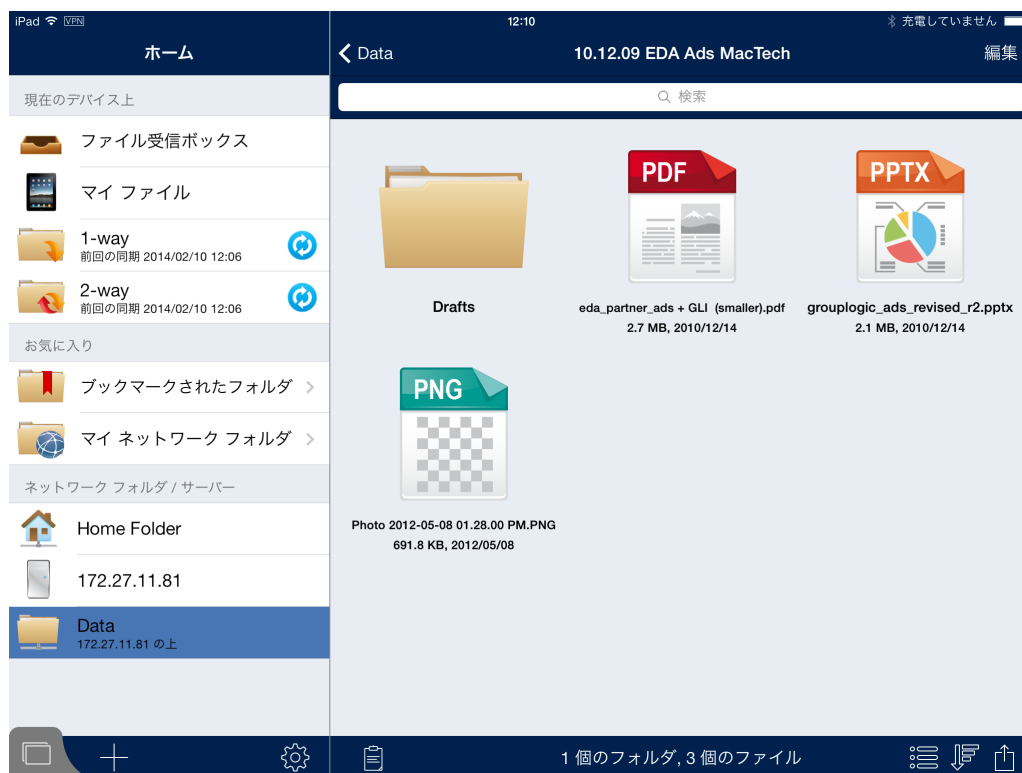 iPad VPN
12:10
充電していません
ホーム
Data
10.12.09 EDA Ads MacTech
編集
検索
現在のデバイス上
ファイル受信ボックス
マイ ファイル
1-way
前回の同期 2014/02/10 12:06
2-way
前回の同期 2014/02/10 12:06
お気に入り
ブックマークされたフォルダ
マイ ネットワーク フォルダ
ネットワーク フォルダ / サーバー
Home Folder
172.27.11.81
Data
172.27.11.81 の上
Drafts
PDF
eda_partner_ads + GLI (smaller).pdf
2.7 MB, 2010/12/14
PPTX
grouplogic_ads_revised_r2.pptx
2.1 MB, 2010/12/14
PNG
Photo 2012-05-08 01.28.00 PM.PNG
691.8 KB, 2012/05/08
1 個のフォルダ, 3 個のファイル